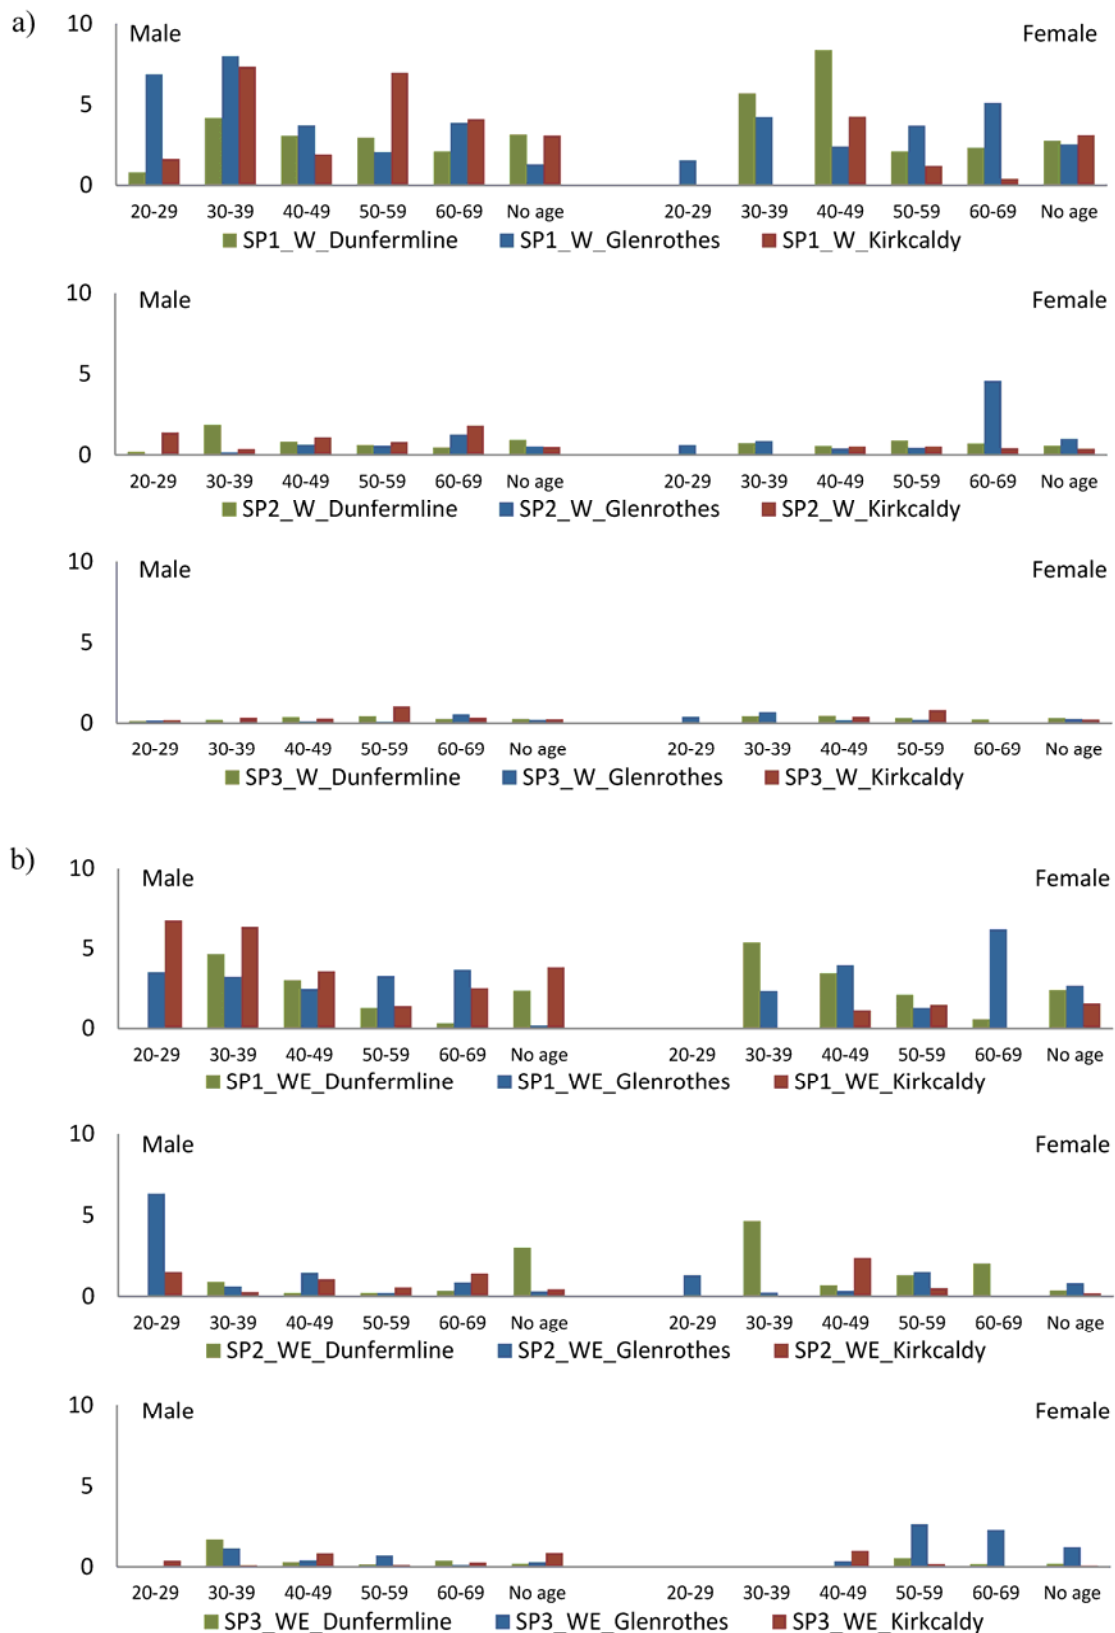 a)
10
Male
Female
5
0
20-29 30-39 40-49 50-59 60-69 No age 20-29 30-39 40-49 50-59 60-69 No age
SP1_W_Dunfermline SP1_W_Glenrothes SP1_W_Kirkcaldy
10
Male
Female
5
0
20-29 30-39 40-49 50-59 60-69 No age 20-29 30-39 40-49 50-59 60-69 No age
SP2_W_Dunfermline SP2_W_Glenrothes SP2_W_Kirkcaldy
10
Male
Female
5
0
20-29 30-39 40-49 50-59 60-69 No age 20-29 30-39 40-49 50-59 60-69 No age
SP3_W_Dunfermline SP3_W_Glenrothes SP3_W_Kirkcaldy
b)
10
Male
Female
5
0
20-29 30-39 40-49 50-59 60-69 No age 20-29 30-39 40-49 50-59 60-69 No age
SP1_WE_Dunfermline SP1_WE_Glenrothes SP1_WE_Kirkcaldy
10
Male
Female
5
0
20-29 30-39 40-49 50-59 60-69 No age 20-29 30-39 40-49 50-59 60-69 No age
SP2_WE_Dunfermline SP2_WE_Glenrothes SP2_WE_Kirkcaldy
10
Male
Female
5
0
20-29 30-39 40-49 50-59 60-69 No age 20-29 30-39 40-49 50-59 60-69 No age
SP3_WE_Dunfermline SP3_WE_Glenrothes SP3_WE_Kirkcaldy